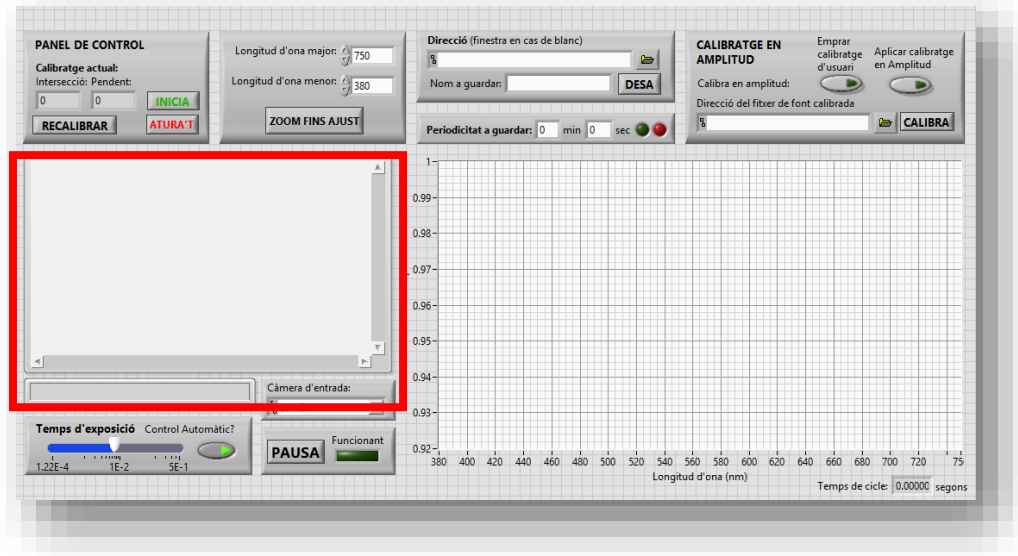 PANEL DE CONTROL
Calibratge actual:
Intersecció: Pendent:
0 0
INICIA
RECALIBRAR
ATURA'T
Longitud d'ona major: 750
Longitud d'ona menor: 380
ZOOM FINS AJUST
Direcció (finestra en cas de blanc)
Nom a guardar:
DESA
Periodicitat a guardar: 0 min 0 sec
CALIBRATGE EN
AMPLITUD
Emprar
calibratge
d'usuari
Aplicar calibratge
en Amplitud
Calibra en amplitud:
Direcció del fitxer de font calibrada
CALIBRA
Càmera d'entrada:
Temps d'exposició Control Automàtic?
1.22E-4 1E-2 5E-1
PAUSA
Funcionant
1
0.99
0.98
0.97
0.96
0.95
0.94
0.93
0.92
380 400 420 440 460 480 500 520 540 560 580 600 620 640 660 680 700 720 75
Longitud d'ona (nm)
Temps de cicle: 0.00000 segons